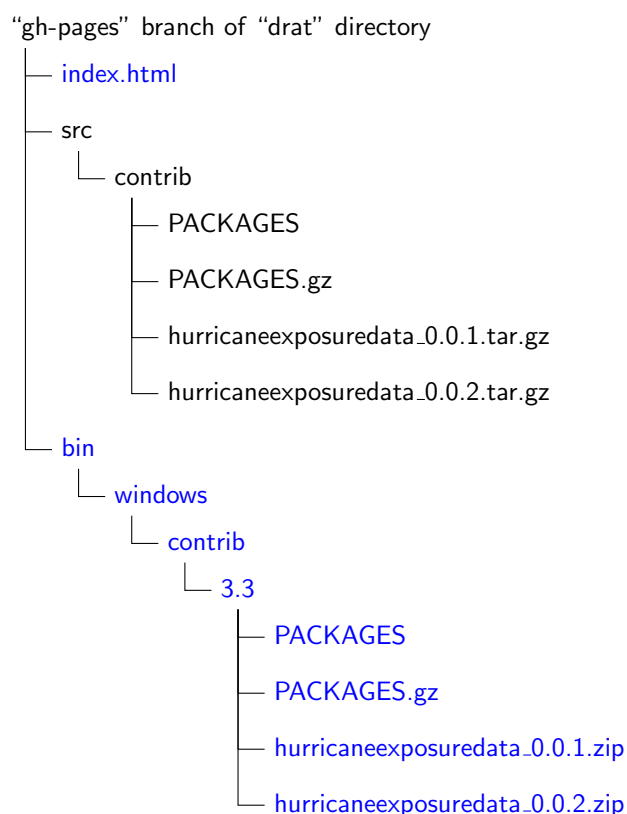 “gh-pages” branch of “drat” directory
index.html
src
contrib
PACKAGES
PACKAGES.gz
hurricaneexposuredata_0.0.1.tar.gz
hurricaneexposuredata_0.0.2.tar.gz
bin
windows
contrib
3.3
PACKAGES
PACKAGES.gz
hurricaneexposuredata_0.0.1.zip
hurricaneexposuredata_0.0.2.zip